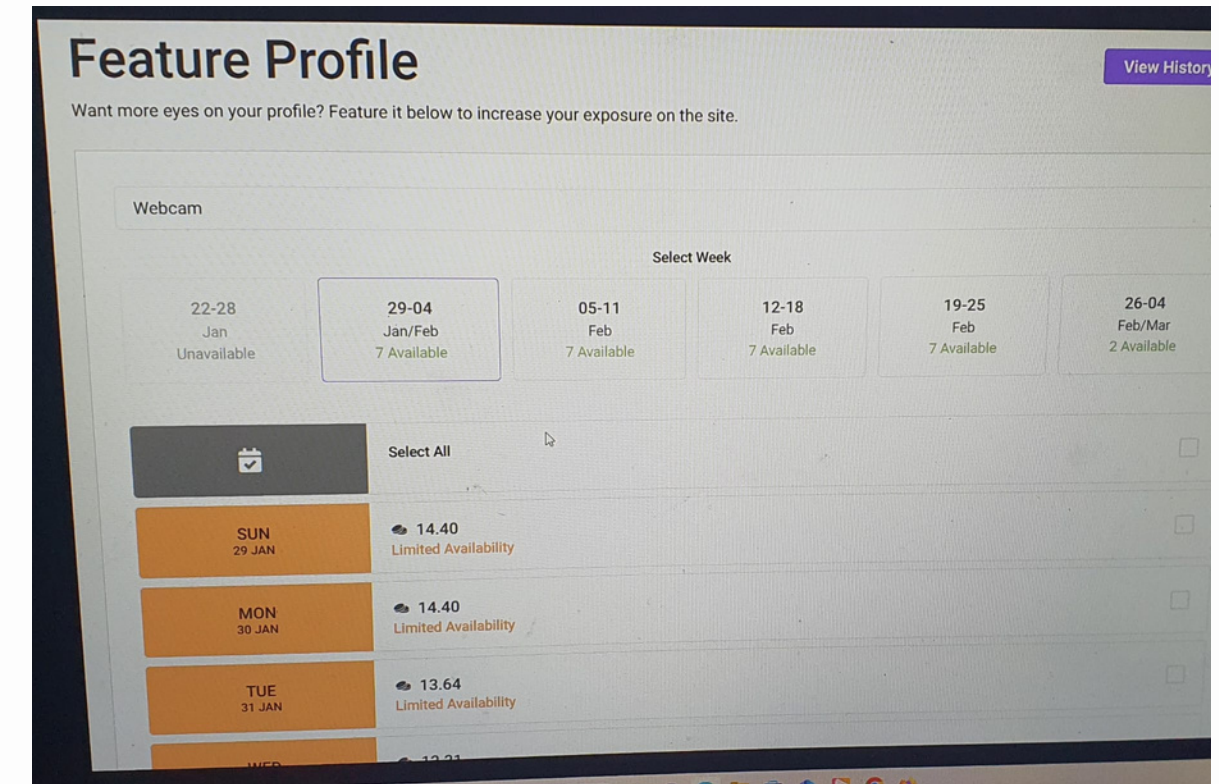 Feature Profile
View History
Want more eyes on your profile? Feature it below to increase your exposure on the site.
Webcam
Select Week
22-28
Jan
Unavailable
29-04
Jan/Feb
7 Available
05-11
Feb
7 Available
12-18
Feb
7 Available
19-25
Feb
7 Available
26-04
Feb/Mar
2 Available
Select All
SUN
29 JAN
14.40
Limited Availability
MON
30 JAN
14.40
Limited Availability
TUE
31 JAN
13.64
Limited Availability
WED